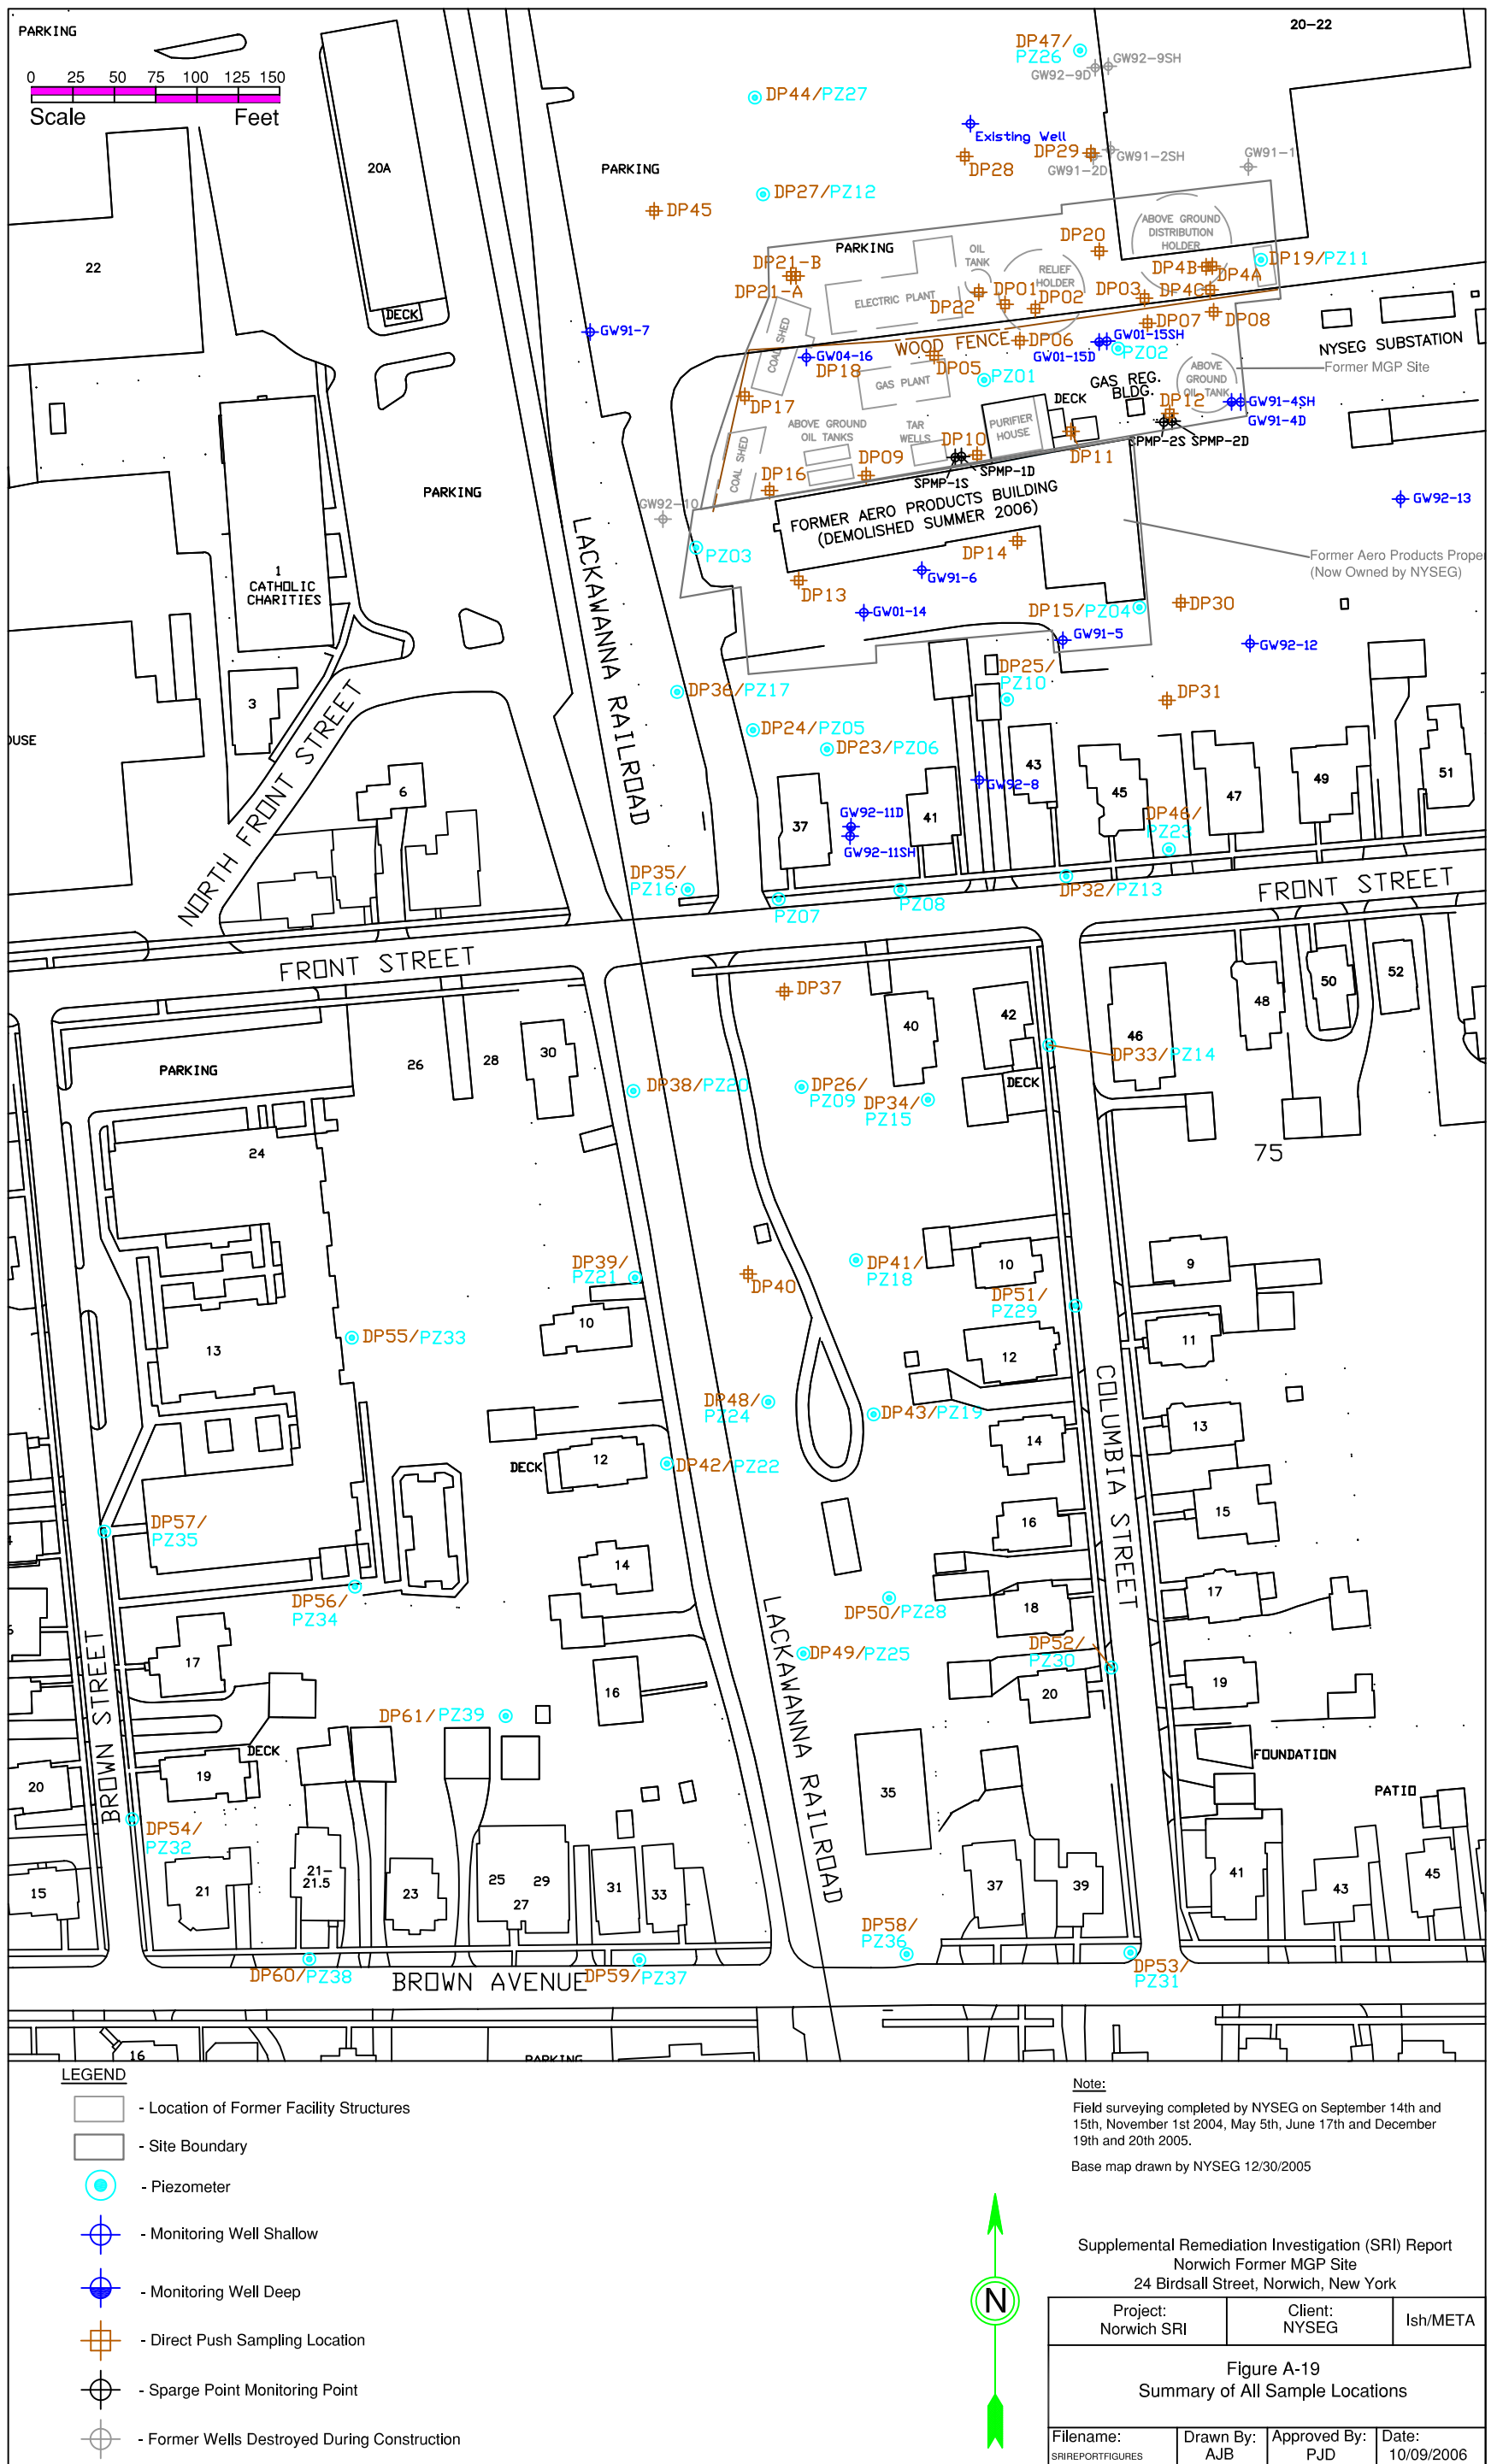 PARKING
0 25 50 75 100 125 150
Scale Feet
20-22
DP47/
PZ26
GW92-9SH
GW92-9D
DP44/PZ27
Existing Well
DP28
DP29
GW91-2SH
GW91-2D
GW91-1
20A
PARKING
DP27/PZ12
DP45
22
DECK
PARKING
DP20
ABOVE GROUND
DISTRIBUTION
HOLDER
OIL
TANK
RELIEF
HOLDER
DP21-B
DP21-A
ELECTRIC PLANT
DP22
DP01
DP02
DP03
DP4B
DP4A
DP4C
DP19/PZ11
DP07
DP08
GW91-7
COAL SHED
GW04-16
DP18
WOOD FENCE
DP06
DP05
GW01-15SH
GW01-15D
PZ02
PZ01
NYSEG SUBSTATION
Former MGP Site
GAS PLANT
GAS REG.
BLDG.
DECK
ABOVE
GROUND
OIL TANK
DP17
DP12
GW91-4SH
GW91-4D
ABOVE GROUND
OIL TANKS
TAR
WELLS
PURIFIER
HOUSE
SPMP-2S SPMP-2D
DP11
COAL SHED
DP16
DP09
DP10
SPMP-1D
SPMP-1S
PARKING
GW92-10
GW92-13
FORMER AERO PRODUCTS BUILDING
(DEMOLISHED SUMMER 2006)
LACKAWANNA RAILROAD
PZ03
DP14
Former Aero Products Prope
(Now Owned by NYSEG)
1
CATHOLIC
CHARITIES
DP13
GW91-6
GW01-14
DP15/PZ04
DP30
GW91-5
GW92-12
3
NORTH FRONT STREET
DP36/PZ17
DP25/
PZ10
DP31
OUSE
DP24/PZ05
DP23/PZ06
6
GW92-8
43
45
47
49
51
37
41
GW92-11D
GW92-11SH
DP46/
PZ23
DP35/
PZ16
PZ07
PZ08
DP32/PZ13
FRONT STREET
FRONT STREET
DP37
40
42
46
48
50
52
DP33/PZ14
DECK
PARKING
26
28
30
DP38/PZ20
DP26/
PZ09
DP34/
PZ15
24
75
DP39/
PZ21
DP40
DP41/
PZ18
10
9
DP51/
PZ29
13
DP55/PZ33
10
12
11
COLUMBIA STREET
DP48/
PZ24
DP43/PZ19
14
13
DECK
12
DP42/PZ22
DP57/
PZ35
16
15
14
DP56/
PZ34
DP50/PZ28
18
17
LACKAWANNA RAILROAD
DP49/PZ25
DP52/
PZ30
BROWN STREET
17
16
20
19
DP61/PZ39
DECK
FOUNDATION
20
19
35
PATIO
DP54/
PZ32
15
21
21-
21.5
23
25
27
29
31
33
37
39
41
43
45
DP58/
PZ36
DP60/PZ38
BROWN AVENUE
DP59/PZ37
DP53/
PZ31
16
PARKING
LEGEND
- Location of Former Facility Structures
- Site Boundary
- Piezometer
- Monitoring Well Shallow
- Monitoring Well Deep
- Direct Push Sampling Location
- Sparge Point Monitoring Point
- Former Wells Destroyed During Construction
Note:
Field surveying completed by NYSEG on September 14th and
15th, November 1st 2004, May 5th, June 17th and December
19th and 20th 2005.
Base map drawn by NYSEG 12/30/2005
N
Supplemental Remediation Investigation (SRI) Report
Norwich Former MGP Site
24 Birdsall Street, Norwich, New York
Project:
Norwich SRI
Client:
NYSEG
Ish/META
Figure A-19
Summary of All Sample Locations
Filename:
SRIREPORTFIGURES
Drawn By:
AJB
Approved By:
PJD
Date:
10/09/2006